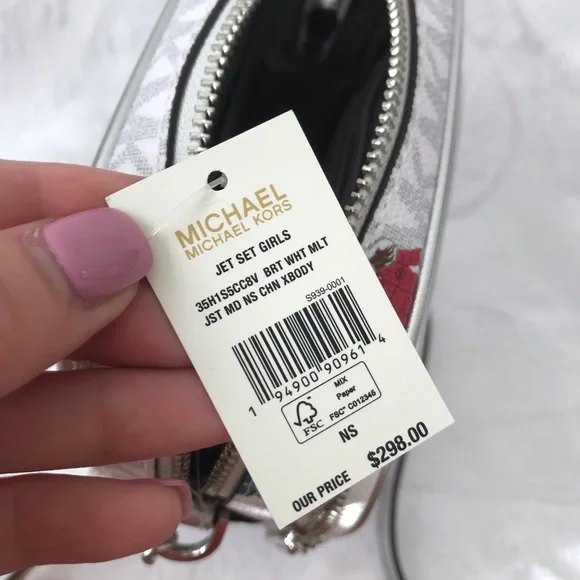 MICHAEL
MICHAEL KORS
JET SET GIRLS
35H1S5CC8V BRT WHT MLT
JST MD NS CHN XBODY
S939-0001
1 94900 90961 4
FSC
MIX
Paper
FSC® C012345
NS
OUR PRICE $298.00